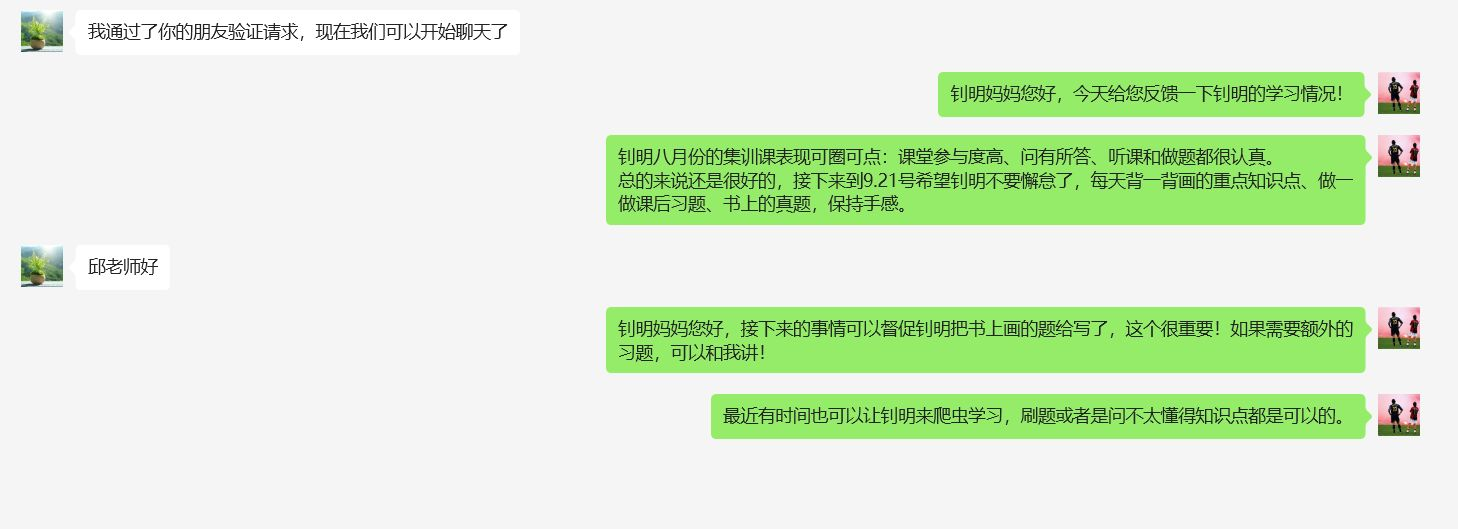 我通过了你的朋友验证请求，现在我们可以开始聊天了
钊明妈妈您好，今天给您反馈一下钊明的学习情况！
钊明八月份的集训课表现可圈可点：课堂参与度高、问有所答、听课和做题都很认真。
总的来说还是很好的，接下来到9.21号希望钊明不要懈怠了，每天背一背画的重点知识点、做一
做课后习题、书上的真题，保持手感。
邱老师好
钊明妈妈您好，接下来的事情可以督促钊明把书上画的题给写了，这个很重要！如果需要额外的
习题，可以和我讲！
最近有时间也可以让钊明来爬虫学习，刷题或者是问不太懂得知识点都是可以的。